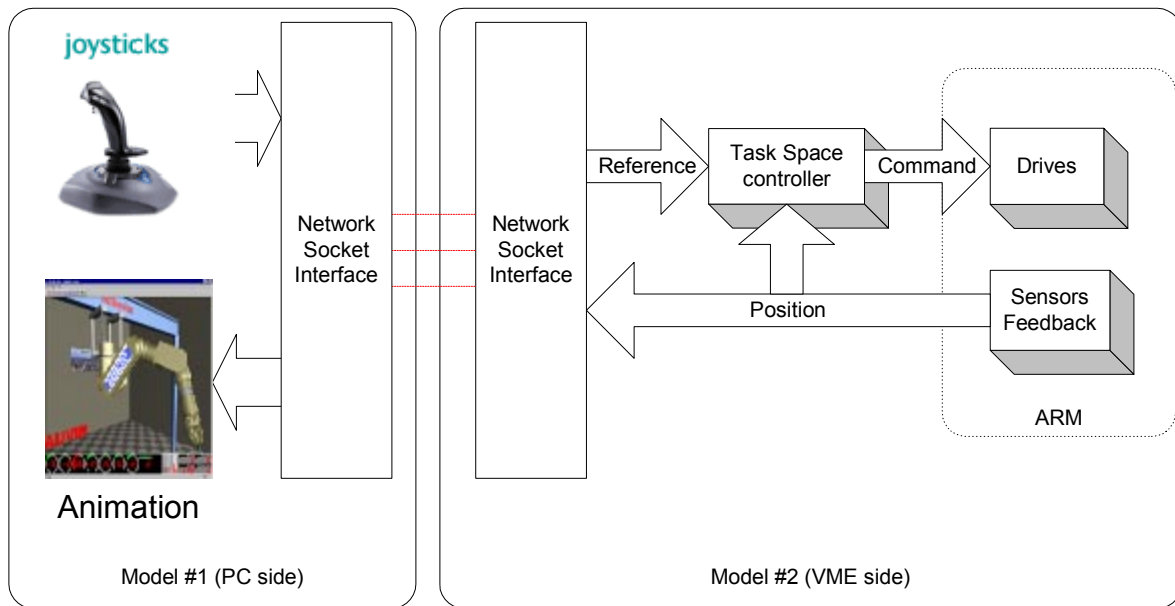 joysticks
Network
Socket
Interface
Animation
Model #1 (PC side)
Network
Socket
Interface
Reference
Task Space
controller
Command
Drives
Position
Sensors
Feedback
ARM
Model #2 (VME side)